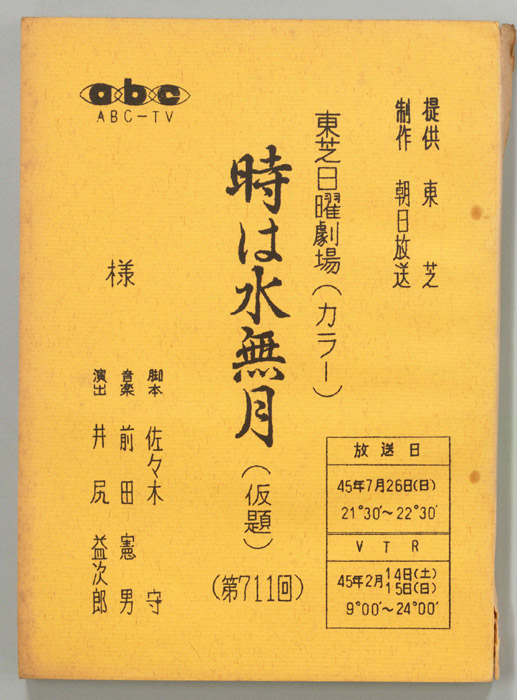 abc
ABC-TV
提供 東芝
制作 朝日放送
東芝日曜劇場(カラー)
時は水無月(仮題)
(第711回)
様
脚本 佐々木 守
音楽 前田憲男
演出 井尻益次郎
放送日
45年7月26日(日)
21°30′~22°30′
VTR
45年2月14日(土)
15日(日)
9°00′~24°00′